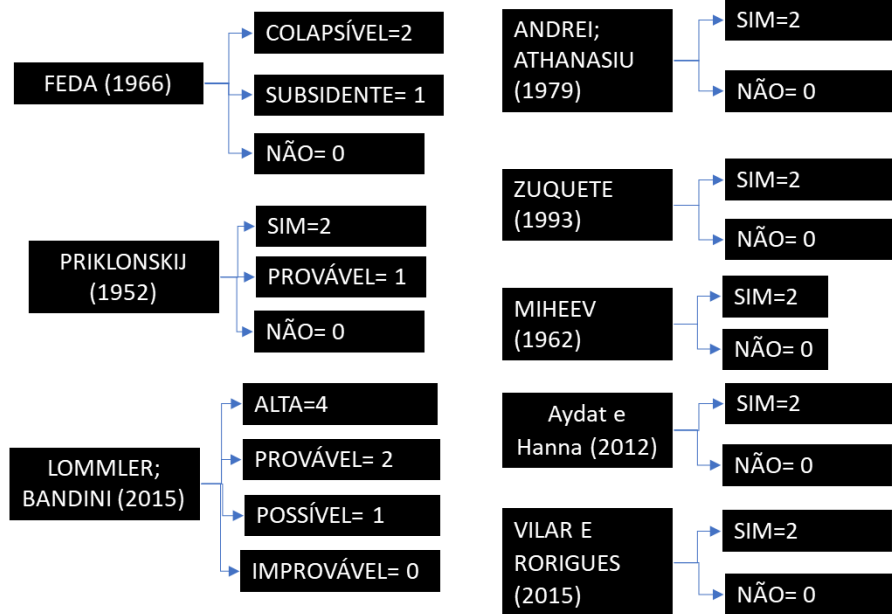 FEDA (1966)
COLAPSÍVEL=2
SUBSIDENTE= 1
NÃO= 0
PRIKLONSKIJ
(1952)
SIM=2
PROVÁVEL= 1
NÃO= 0
LOMMLER;
BANDINI (2015)
ALTA=4
PROVÁVEL= 2
POSSÍVEL= 1
IMPROVÁVEL= 0
ANDREI;
ATHANASIU
(1979)
SIM=2
NÃO= 0
ZUQUETE
(1993)
SIM=2
NÃO= 0
MIHEEV
(1962)
SIM=2
NÃO= 0
Aydat e
Hanna (2012)
SIM=2
NÃO= 0
VILAR E
RORIGUES
(2015)
SIM=2
NÃO= 0